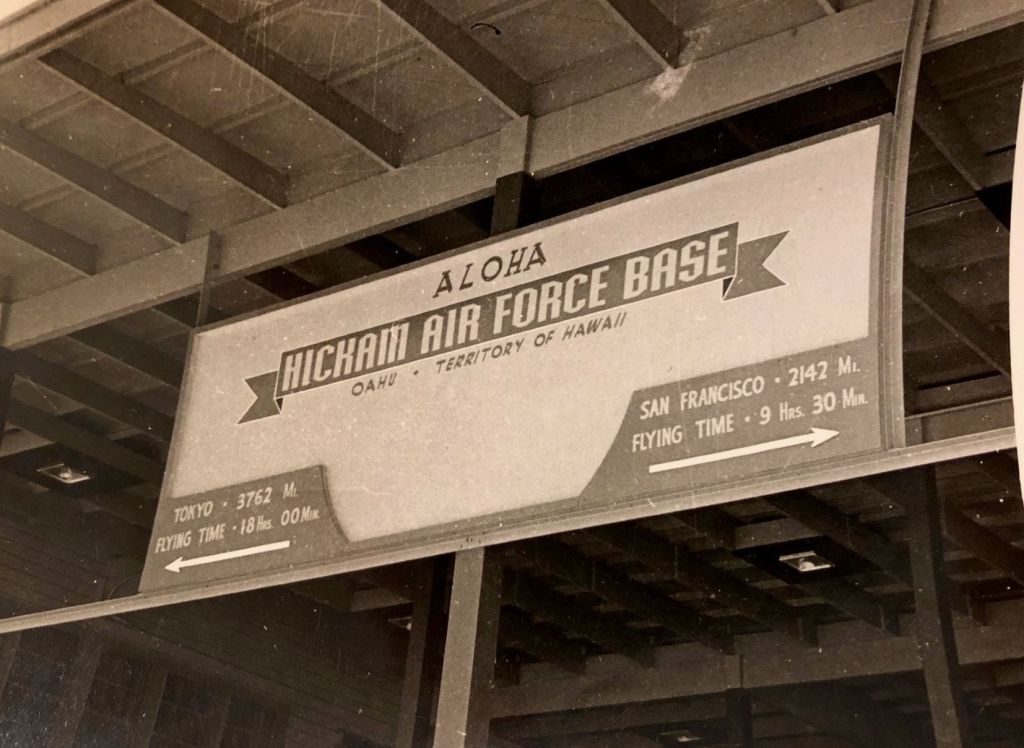 ALOHA
HICKAM AIR FORCE BASE
OAHU · TERRITORY OF HAWAII
SAN FRANCISCO · 2142 MI.
FLYING TIME · 9 HRS. 30 MIN.
TOKYO · 3762 MI.
FLYING TIME · 18 HRS. 00 MIN.